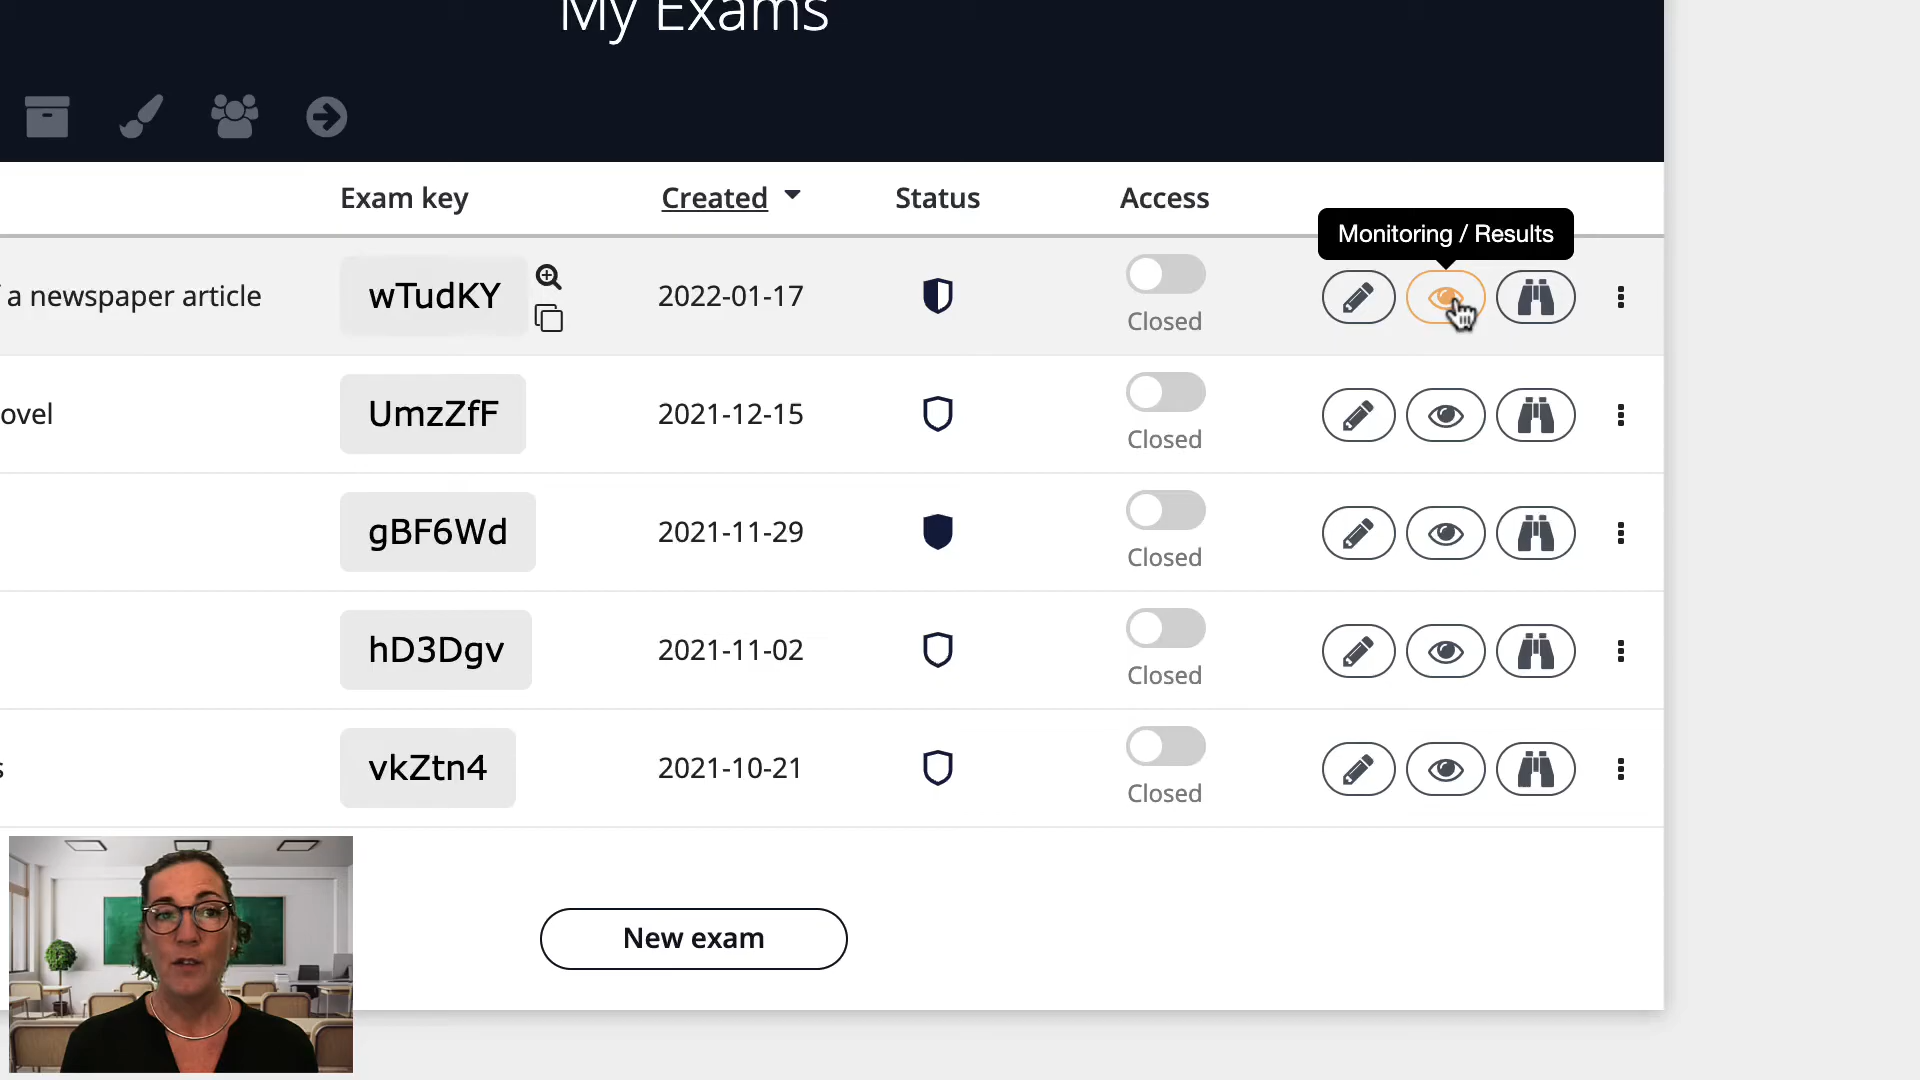 My Exams
Exam key Created Status Access
Monitoring / Results
a newspaper article wTudKY 2022-01-17 Closed
ovel UmzZfF 2021-12-15 Closed
gBF6Wd 2021-11-29 Closed
hD3Dgv 2021-11-02 Closed
s vkZtn4 2021-10-21 Closed
New exam